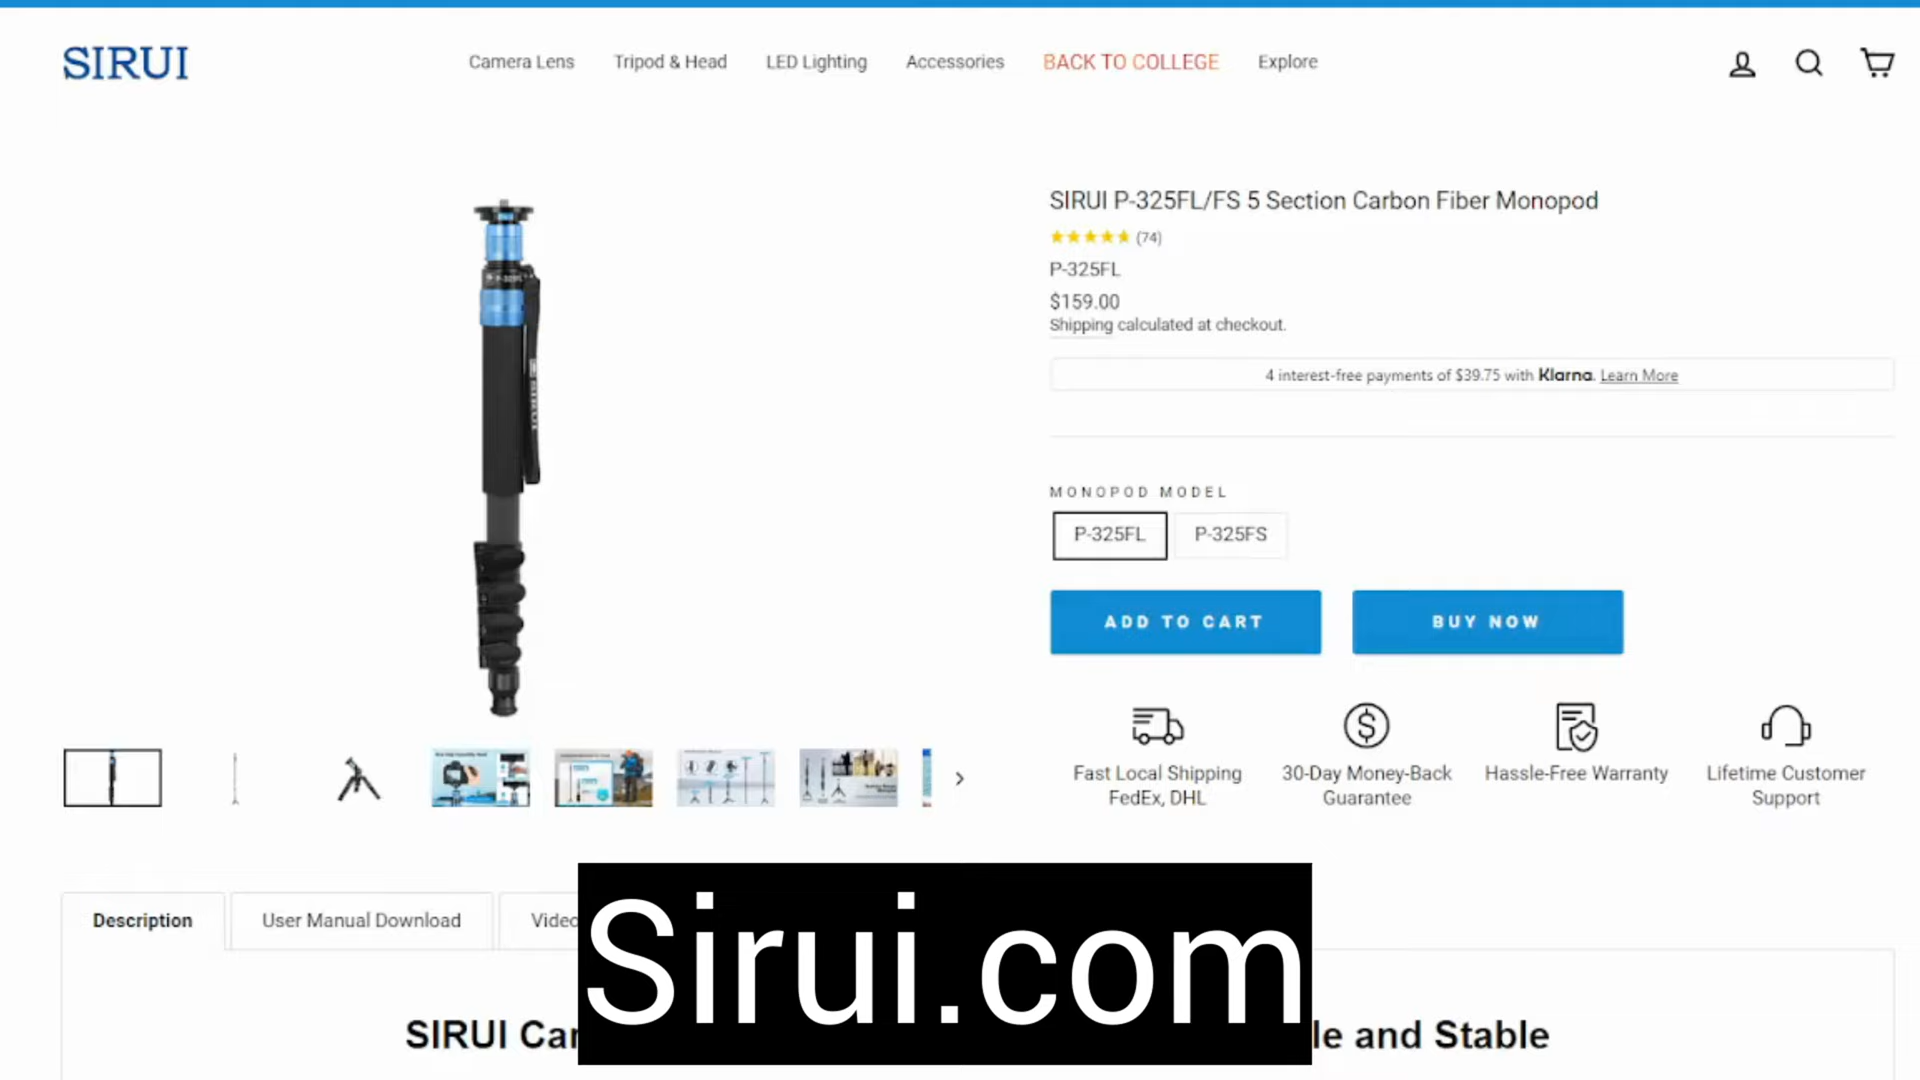 SIRUI
Camera Lens
Tripod & Head
LED Lighting
Accessories
BACK TO COLLEGE
Explore
SIRUI P-325FL/FS 5 Section Carbon Fiber Monopod
(74)
P-325FL
$159.00
Shipping calculated at checkout.
4 interest-free payments of $39.75 with Klarna. Learn More
MONOPOD MODEL
P-325FL
P-325FS
ADD TO CART
BUY NOW
Fast Local Shipping
FedEx, DHL
30-Day Money-Back
Guarantee
Hassle-Free Warranty
Lifetime Customer
Support
Description
User Manual Download
Video
Sirui.com
SIRUI Car
le and Stable